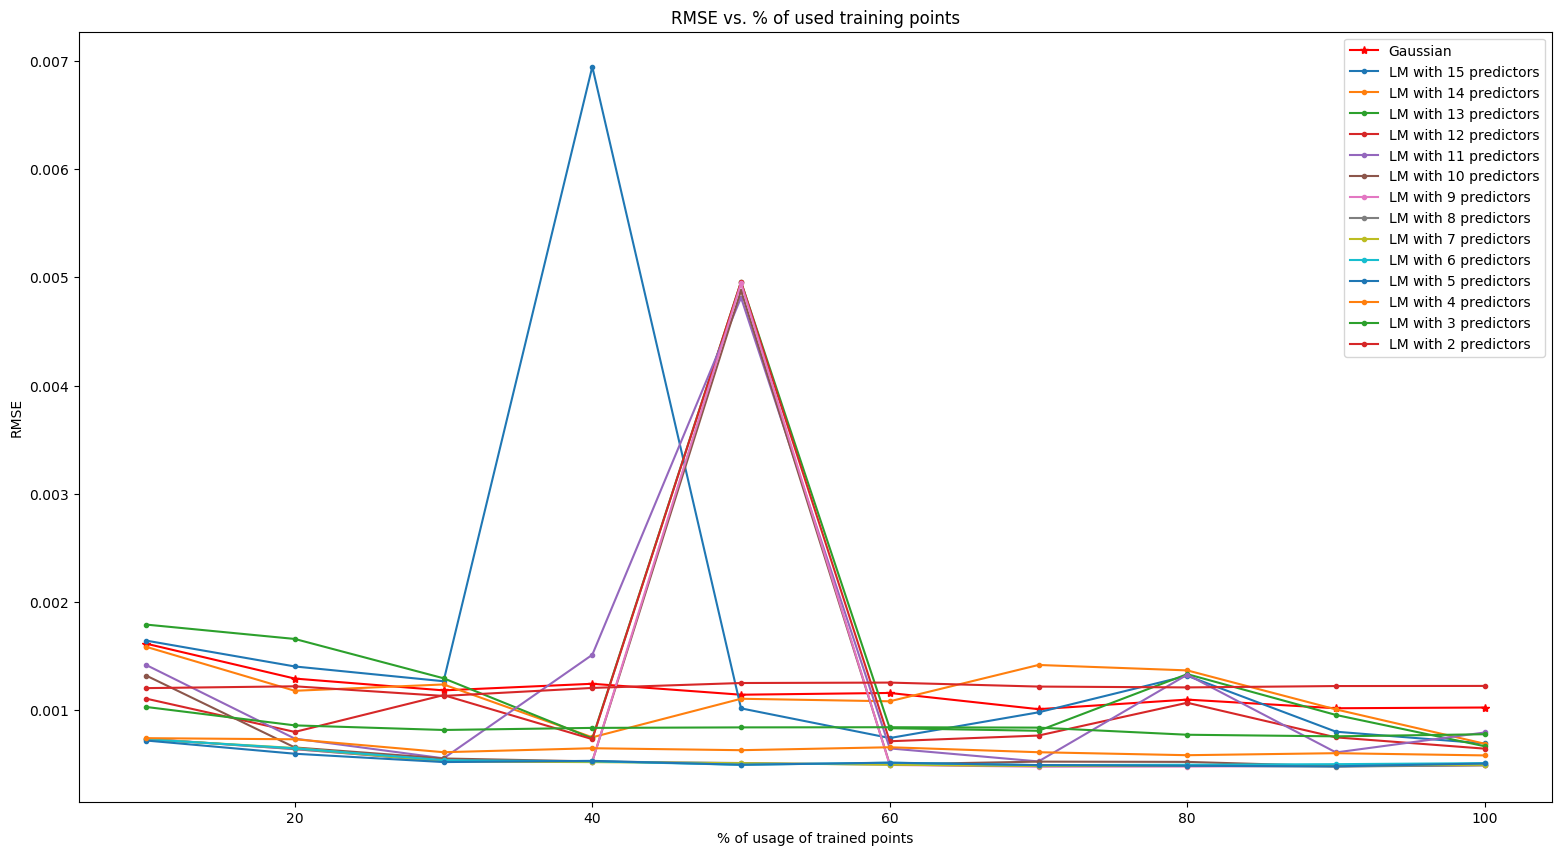 RMSE vs. % of used training points
0.007
0.006
0.005
0.004
0.003
0.002
0.001
RMSE
20
40
60
80
100
% of usage of trained points
Gaussian
LM with 15 predictors
LM with 14 predictors
LM with 13 predictors
LM with 12 predictors
LM with 11 predictors
LM with 10 predictors
LM with 9 predictors
LM with 8 predictors
LM with 7 predictors
LM with 6 predictors
LM with 5 predictors
LM with 4 predictors
LM with 3 predictors
LM with 2 predictors